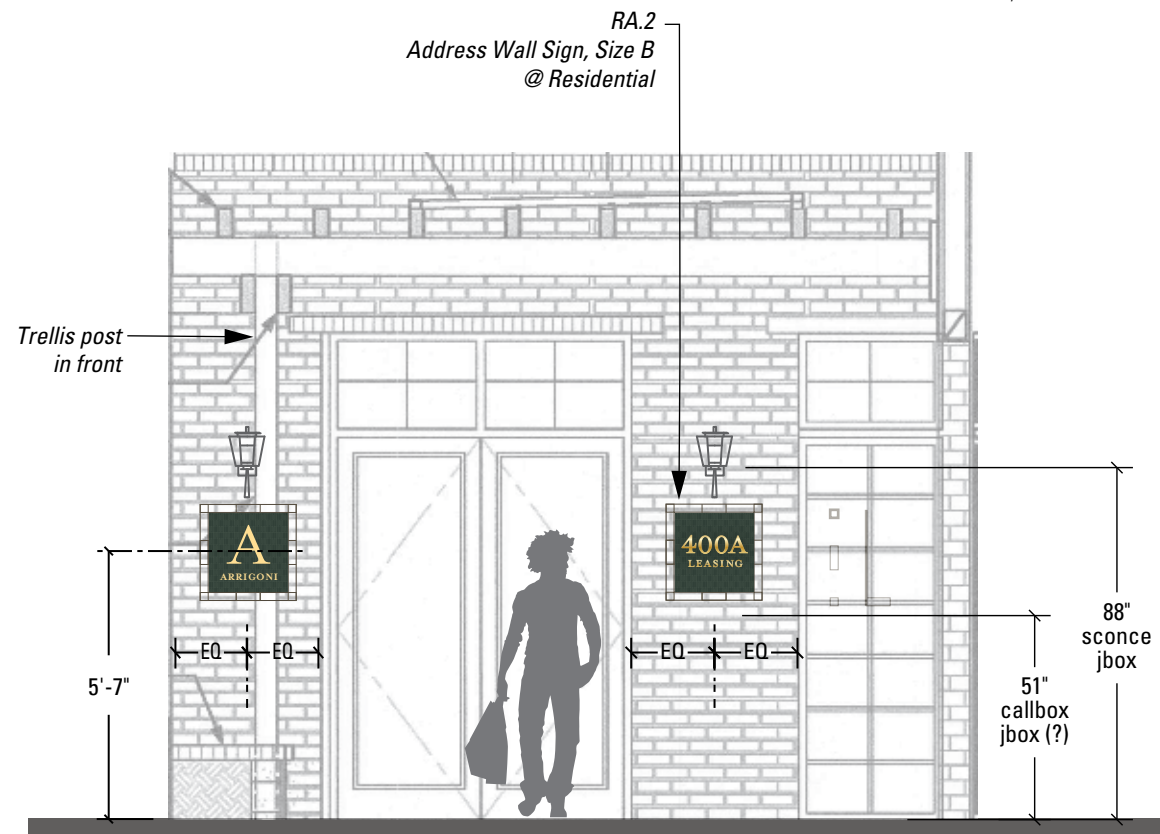 RA.2
Address Wall Sign, Size B
@ Residential
Trellis post
in front
A
ARRIGONI
400A
LEASING
EQ
EQ
EQ
EQ
5'-7"
88"
sconce
jbox
51"
callbox
jbox (?)